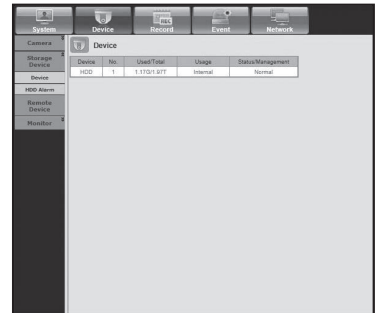 System Device Record Event Network
REC
Camera
Device
Storage
Device
Device No. Used/Total Usage Status/Management
HDD 1 1.17G/1.97T Internal Normal
Device
HDD Alarm
Remote
Device
Monitor